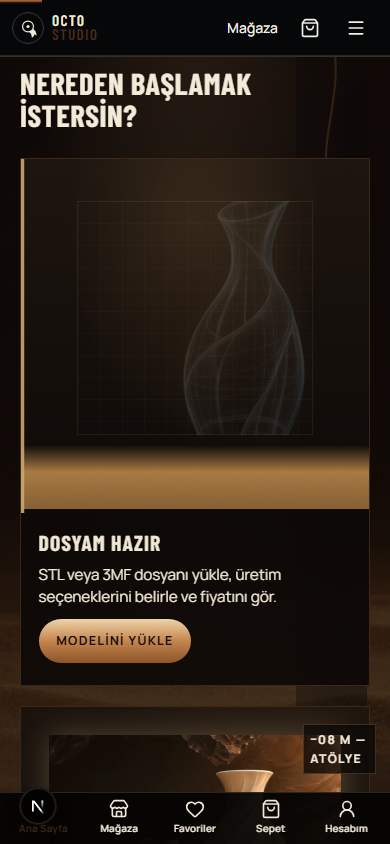 OCTO
STUDIO
Mağaza
NEREDEN BAŞLAMAK
İSTERSİN?
DOSYAM HAZIR
STL veya 3MF dosyanı yükle, üretim
seçeneklerini belirle ve fiyatını gör.
MODELİNİ YÜKLE
−08 M —
ATÖLYE
N
Ana Sayfa
Mağaza
Favoriler
Sepet
Hesabım